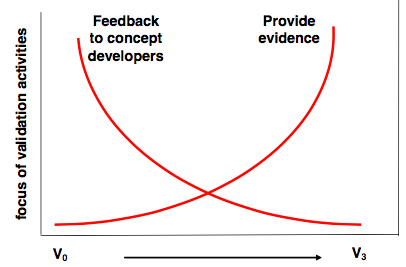 Feedback
to concept
developers
Provide
evidence
focus of validation activities
V₀
V₃